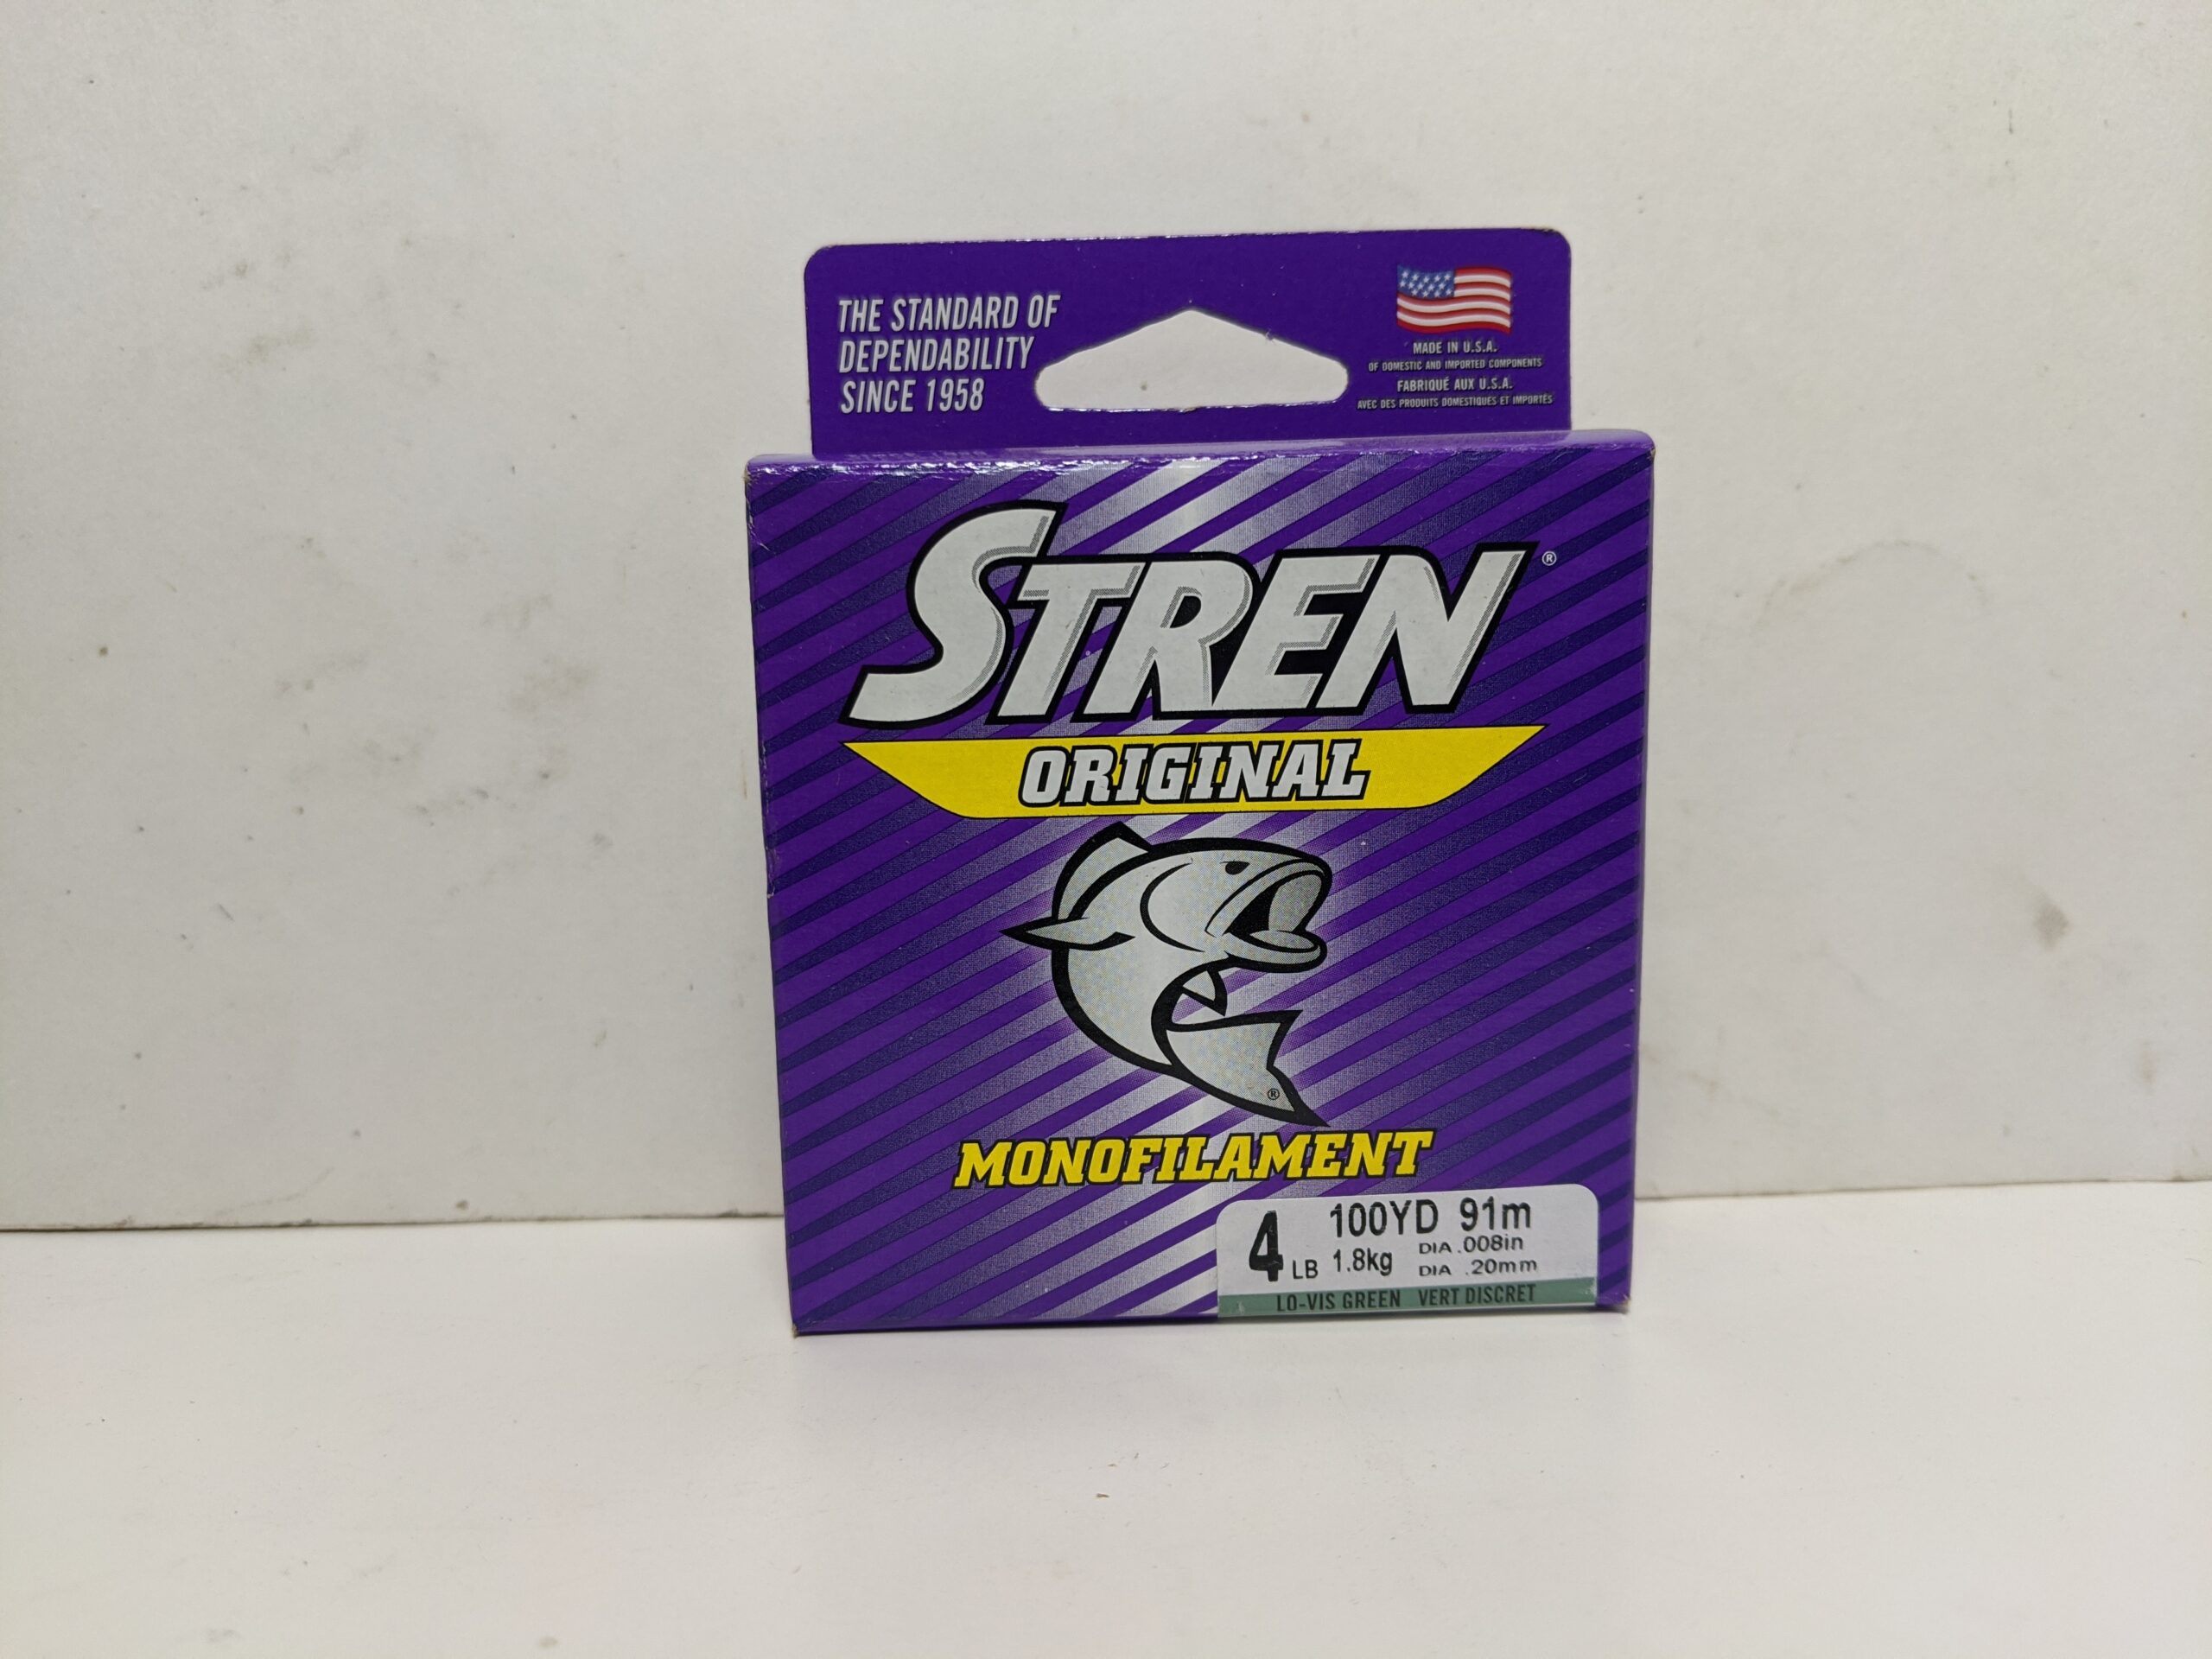 THE STANDARD OF
DEPENDABILITY
SINCE 1958
MADE IN U.S.A.
OF DOMESTIC AND IMPORTED COMPONENTS
FABRIQUÉ AUX U.S.A.
AVEC DES PRODUITS DOMESTIQUES ET IMPORTÉS
STREN®
ORIGINAL
®
MONOFILAMENT
4 LB 100YD 91m
1.8kg DIA .008in
DIA .20mm
LO-VIS GREEN VERT DISCRET